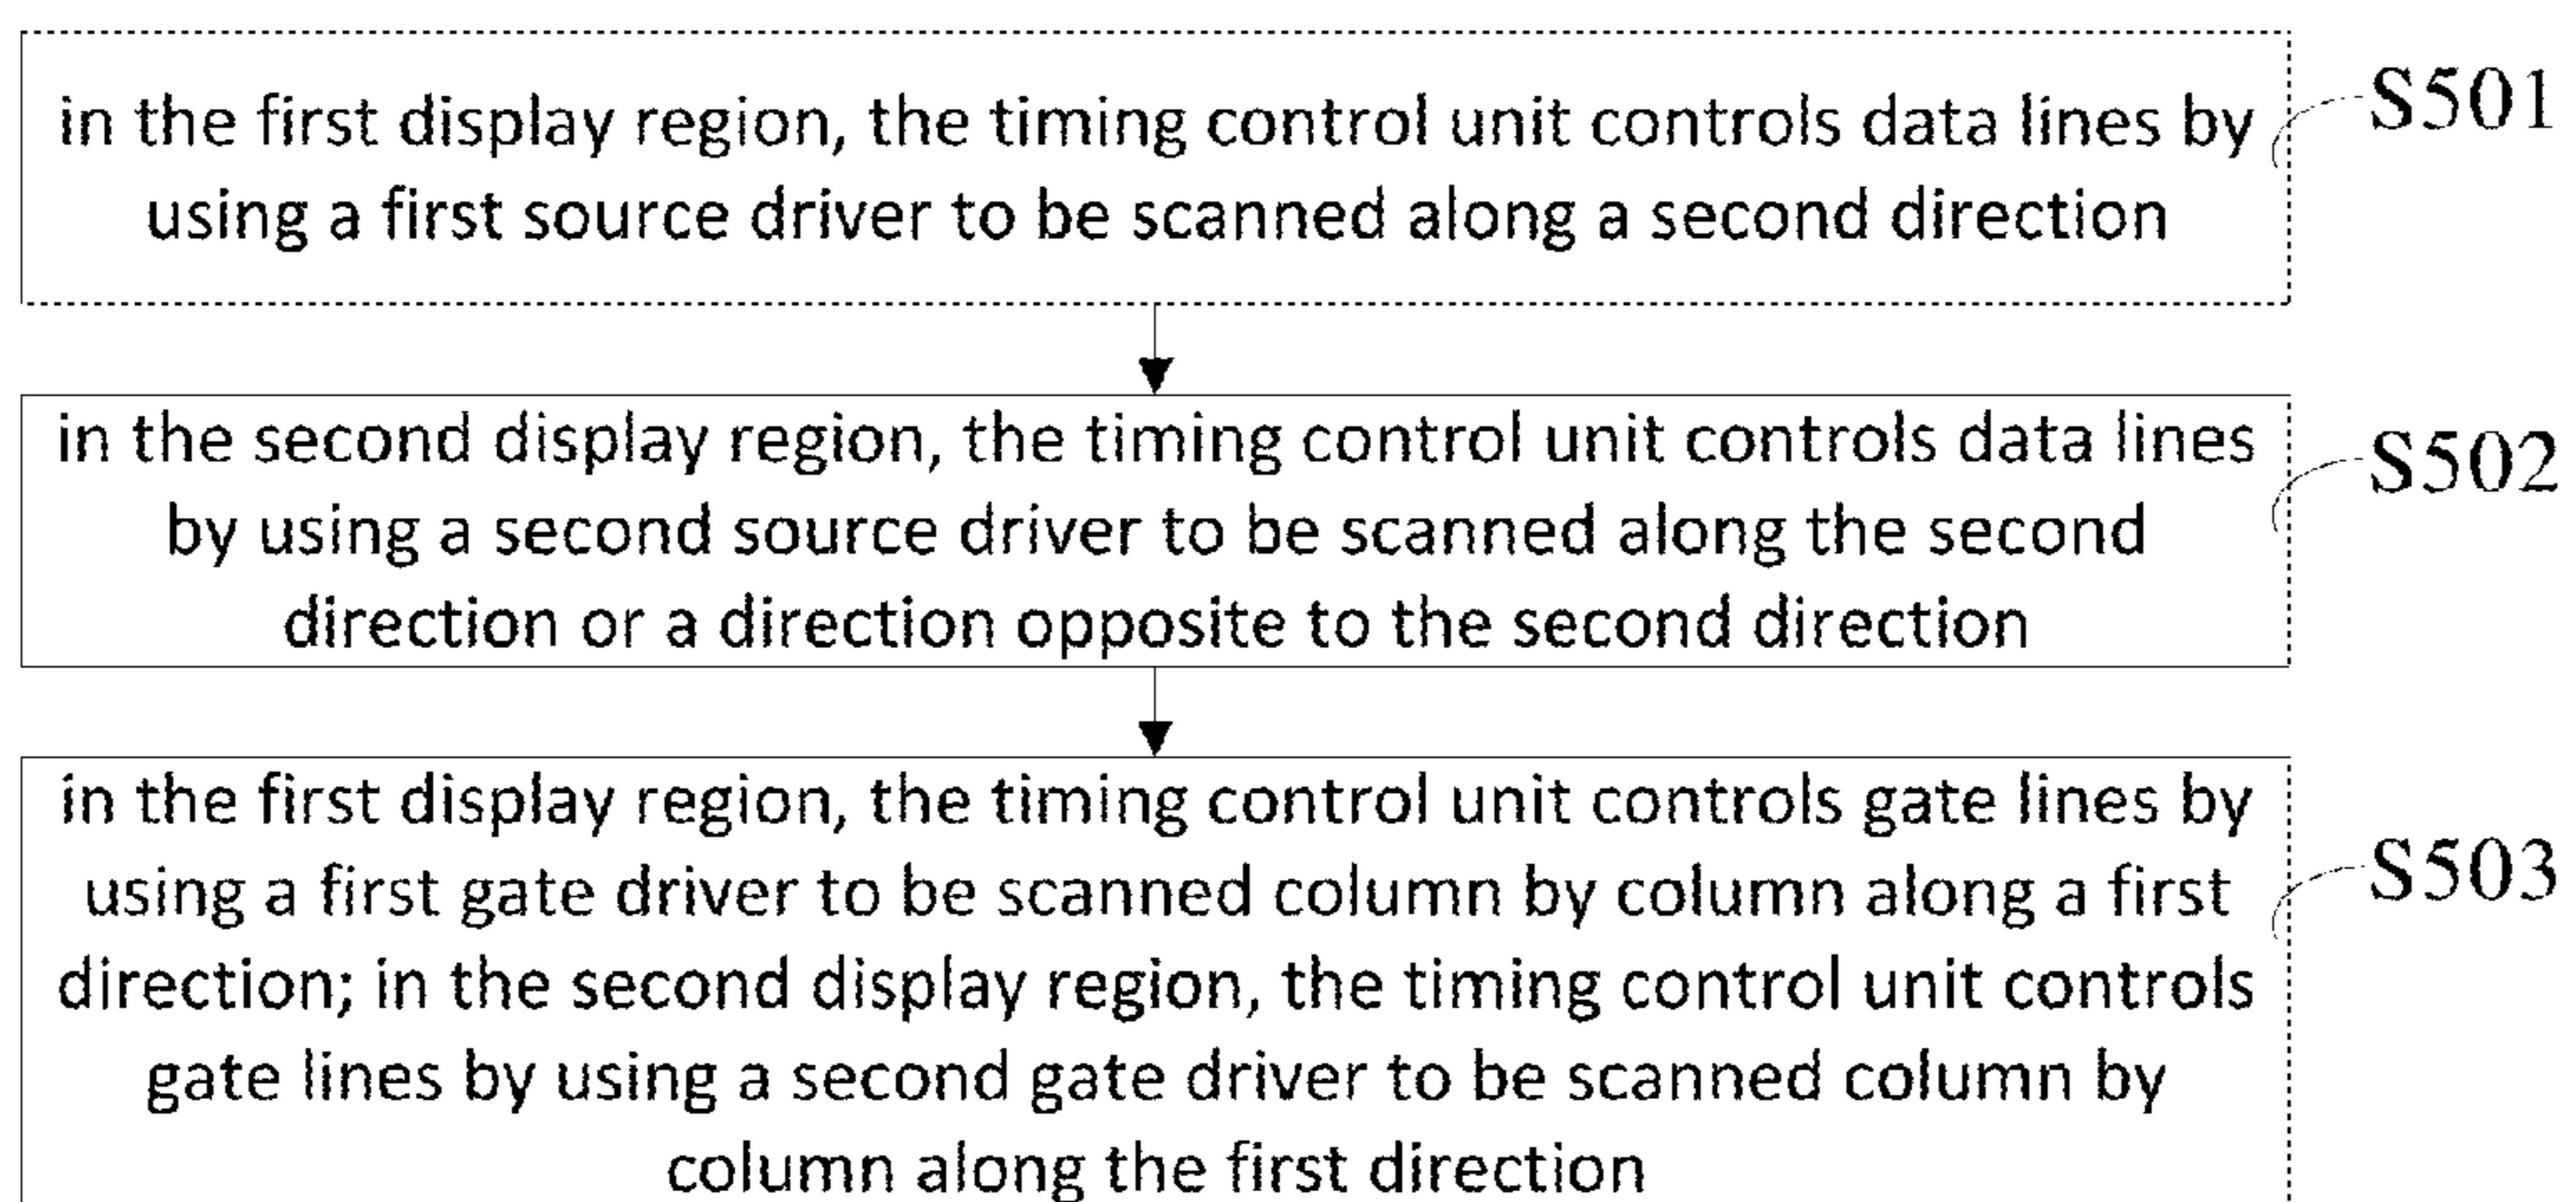 in the first display region, the timing control unit controls data lines by
using a first source driver to be scanned along a second direction
S501
in the second display region, the timing control unit controls data lines
by using a second source driver to be scanned along the second
direction or a direction opposite to the second direction
S502
in the first display region, the timing control unit controls gate lines by
using a first gate driver to be scanned column by column along a first
direction; in the second display region, the timing control unit controls
gate lines by using a second gate driver to be scanned column by
column along the first direction
S503